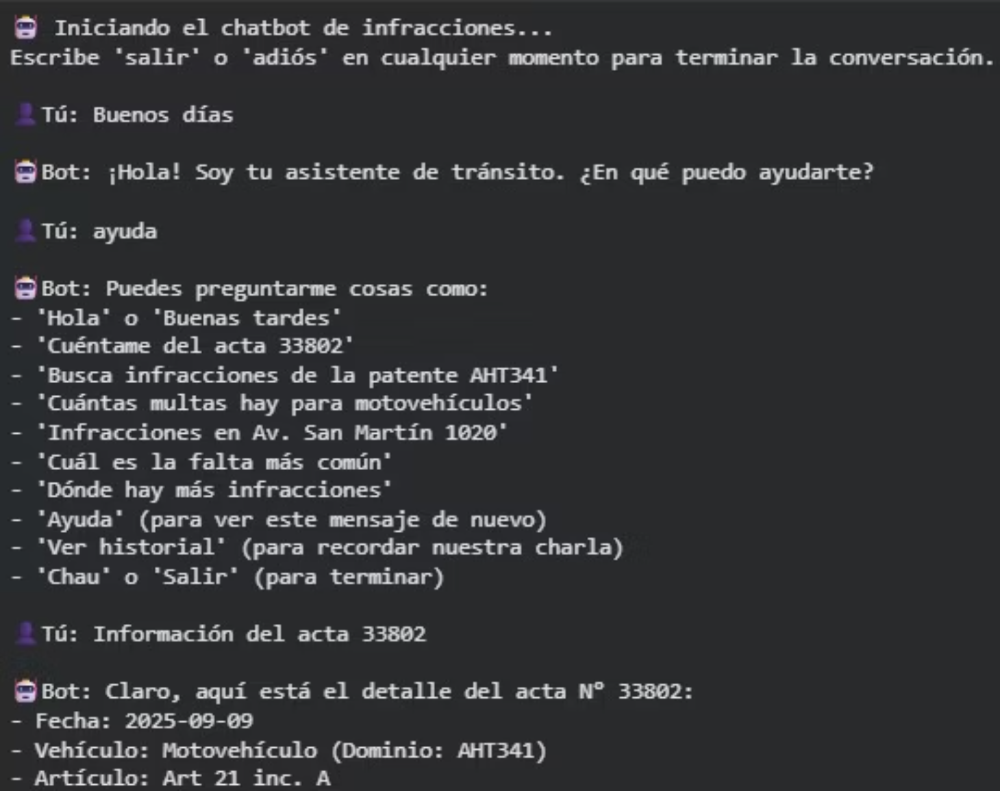 Iniciando el chatbot de infracciones...
Escribe 'salir' o 'adiós' en cualquier momento para terminar la conversación.
Tú: Buenos días
Bot: ¡Hola! Soy tu asistente de tránsito. ¿En qué puedo ayudarte?
Tú: ayuda
Bot: Puedes preguntarme cosas como:
- 'Hola' o 'Buenas tardes'
- 'Cuéntame del acta 33802'
- 'Busca infracciones de la patente AHT341'
- 'Cuántas multas hay para motovehículos'
- 'Infracciones en Av. San Martín 1020'
- 'Cuál es la falta más común'
- 'Dónde hay más infracciones'
- 'Ayuda' (para ver este mensaje de nuevo)
- 'Ver historial' (para recordar nuestra charla)
- 'Chau' o 'Salir' (para terminar)
Tú: Información del acta 33802
Bot: Claro, aquí está el detalle del acta N° 33802:
- Fecha: 2025-09-09
- Vehículo: Motovehículo (Dominio: AHT341)
- Artículo: Art 21 inc. A